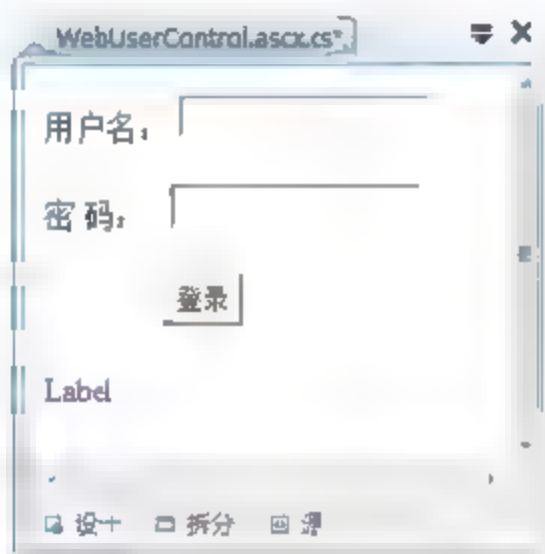 WebUserControl.ascx.cs*
用户名：
密 码：
登录
Label
拆分